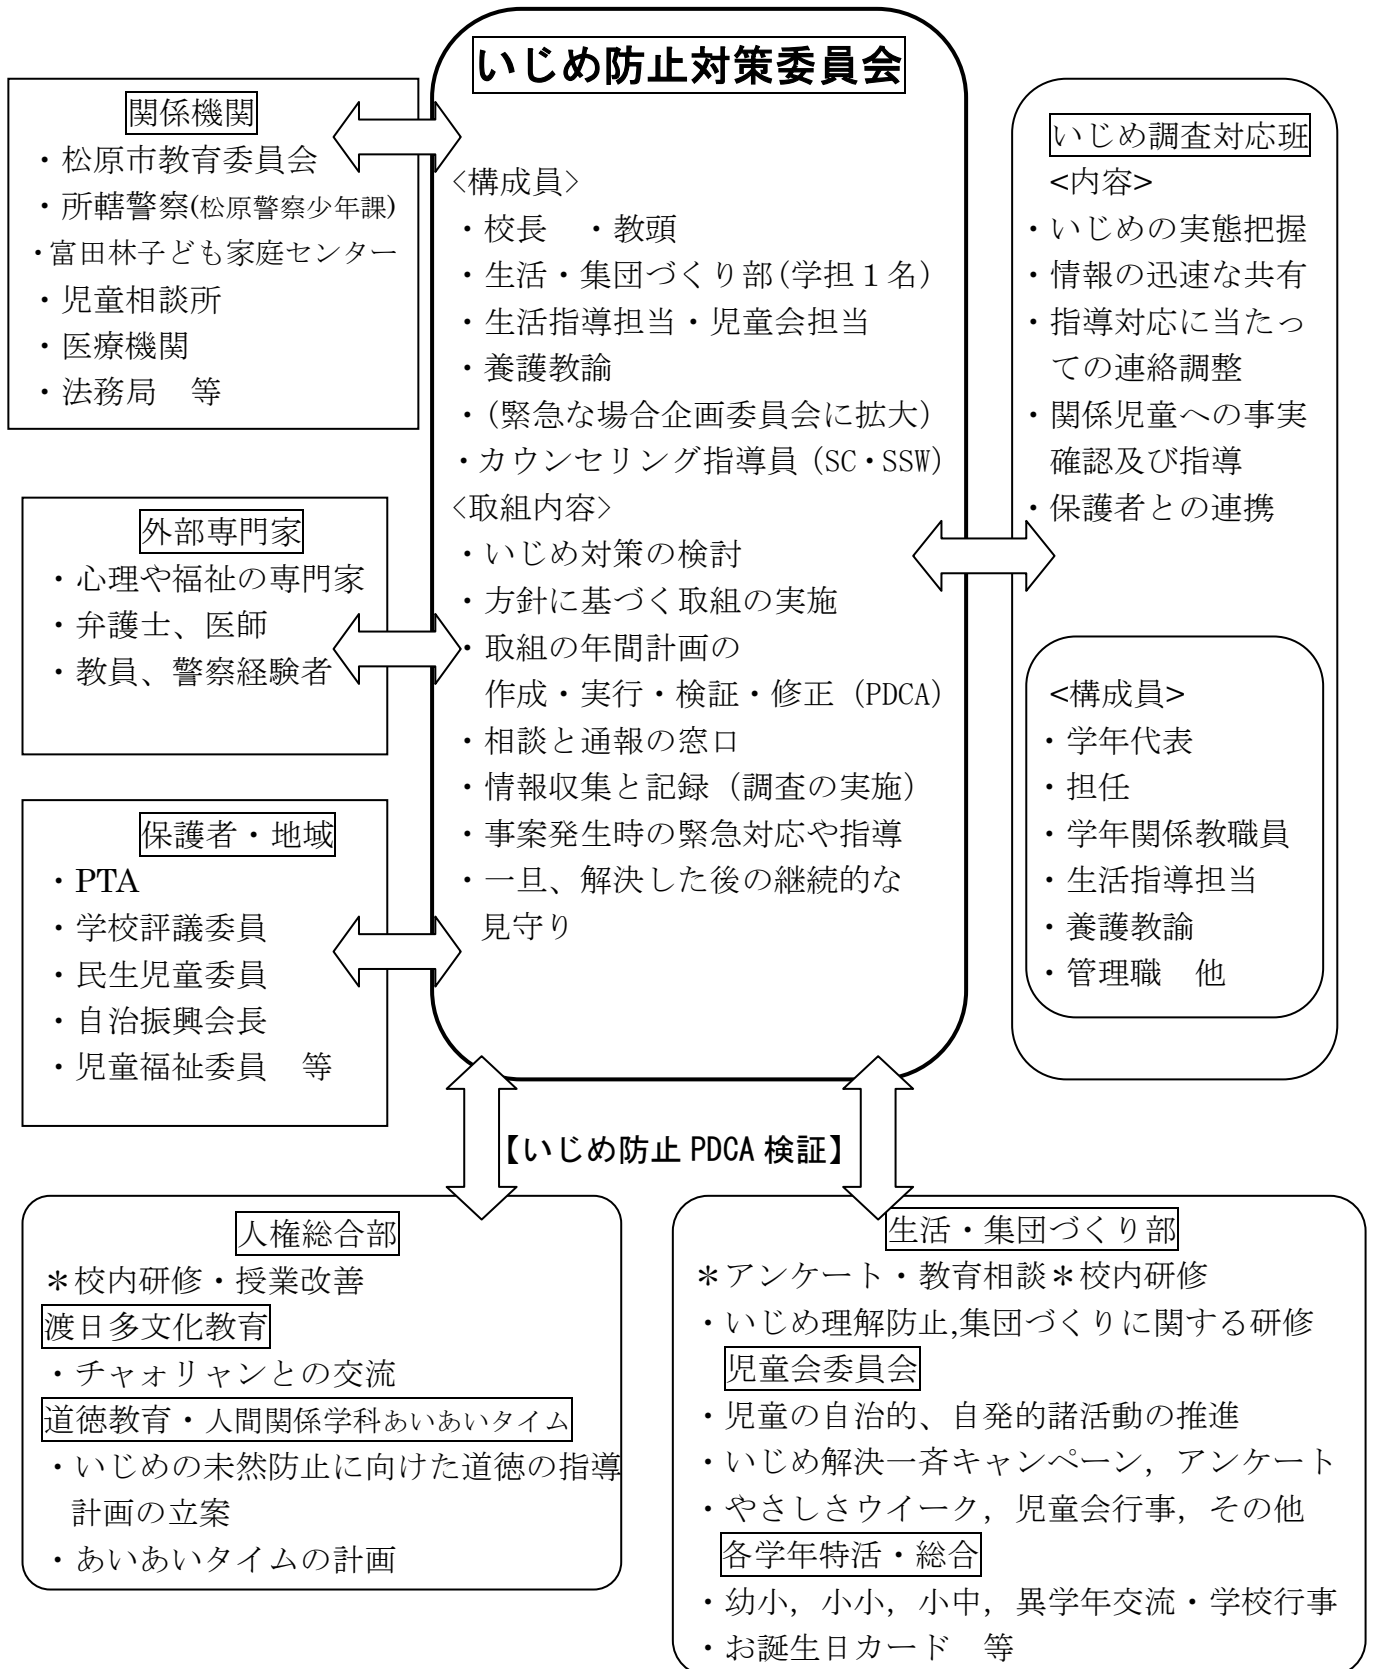 いじめ防止対策委員会
<構成員>
・校長　・教頭
・生活・集団づくり部(学担１名)
・生活指導担当・児童会担当
・養護教諭
・(緊急な場合企画委員会に拡大)
・カウンセリング指導員(SC・SSW)
<取組内容>
・いじめ対策の検討
・方針に基づく取組の実施
・取組の年間計画の
作成・実行・検証・修正(PDCA)
・相談と通報の窓口
・情報収集と記録（調査の実施）
・事案発生時の緊急対応や指導
・一旦、解決した後の継続的な
見守り
関係機関
・松原市教育委員会
・所轄警察(松原警察少年課)
・富田林子ども家庭センター
・児童相談所
・医療機関
・法務局　等
外部専門家
・心理や福祉の専門家
・弁護士、医師
・教員、警察経験者
保護者・地域
・PTA
・学校評議委員
・民生児童委員
・自治振興会長
・児童福祉委員　等
いじめ調査対応班
<内容>
・いじめの実態把握
・情報の迅速な共有
・指導対応に当たっ
ての連絡調整
・関係児童への事実
確認及び指導
・保護者との連携
<構成員>
・学年代表
・担任
・学年関係教職員
・生活指導担当
・養護教諭
・管理職　他
【いじめ防止 PDCA 検証】
人権総合部
＊校内研修・授業改善
渡日多文化教育
・チャォリャンとの交流
道徳教育・人間関係学科あいあいタイム
・いじめの未然防止に向けた道徳の指導
計画の立案
・あいあいタイムの計画
生活・集団づくり部
＊アンケート・教育相談＊校内研修
・いじめ理解防止,集団づくりに関する研修
児童会委員会
・児童の自治的、自発的諸活動の推進
・いじめ解決一斉キャンペーン，アンケート
・やさしさウイーク，児童会行事，その他
各学年特活・総合
・幼小，小小，小中，異学年交流・学校行事
・お誕生日カード　等